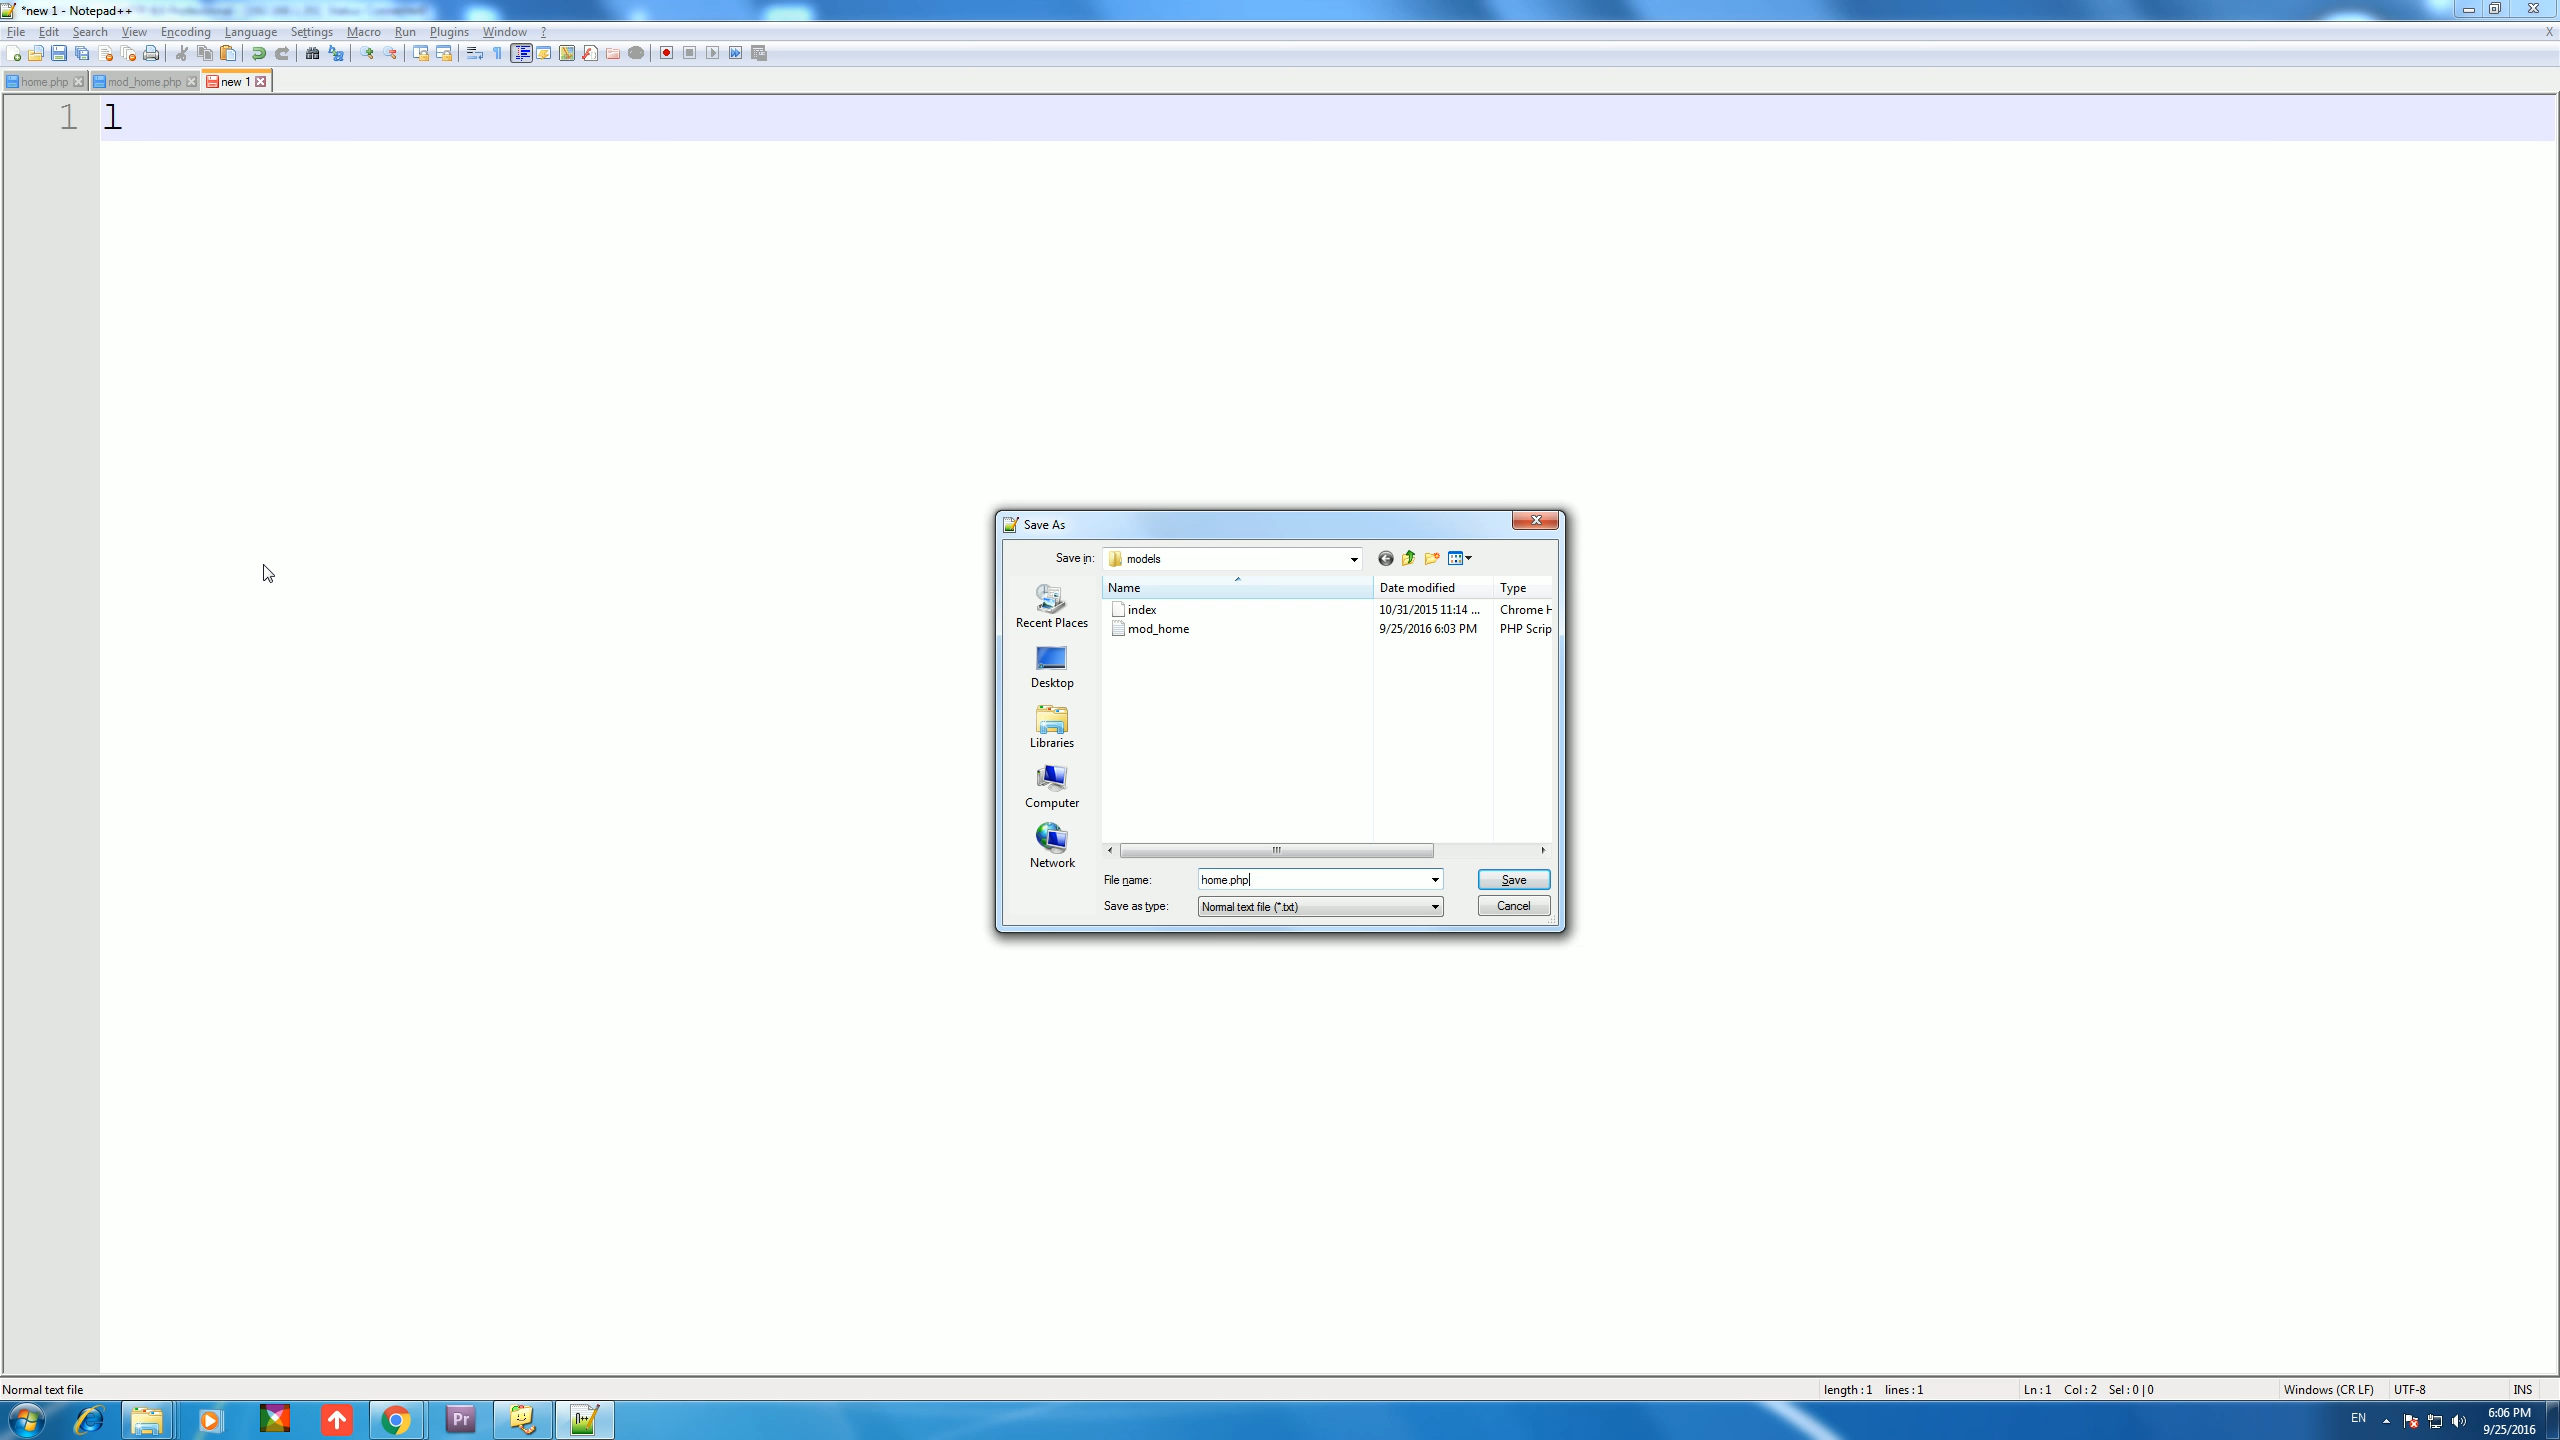 *new 1 - Notepad++
File Edit Search View Encoding Language Settings Macro Run Plugins Window ? X
home.php mod_home.php new 1
1 l
Save As
Save in: models
Name Date modified Type
index 10/31/2015 11:14 ... Chrome H
mod_home 9/25/2016 6:03 PM PHP Scrip
Recent Places
Desktop
Libraries
Computer
Network
File name: home.php Save
Save as type: Normal text file (*.txt) Cancel
Normal text file length : 1 lines : 1 Ln : 1 Col : 2 Sel : 0 | 0 Windows (CR LF) UTF-8 INS
Pr n++ EN 6:06 PM
9/25/2016